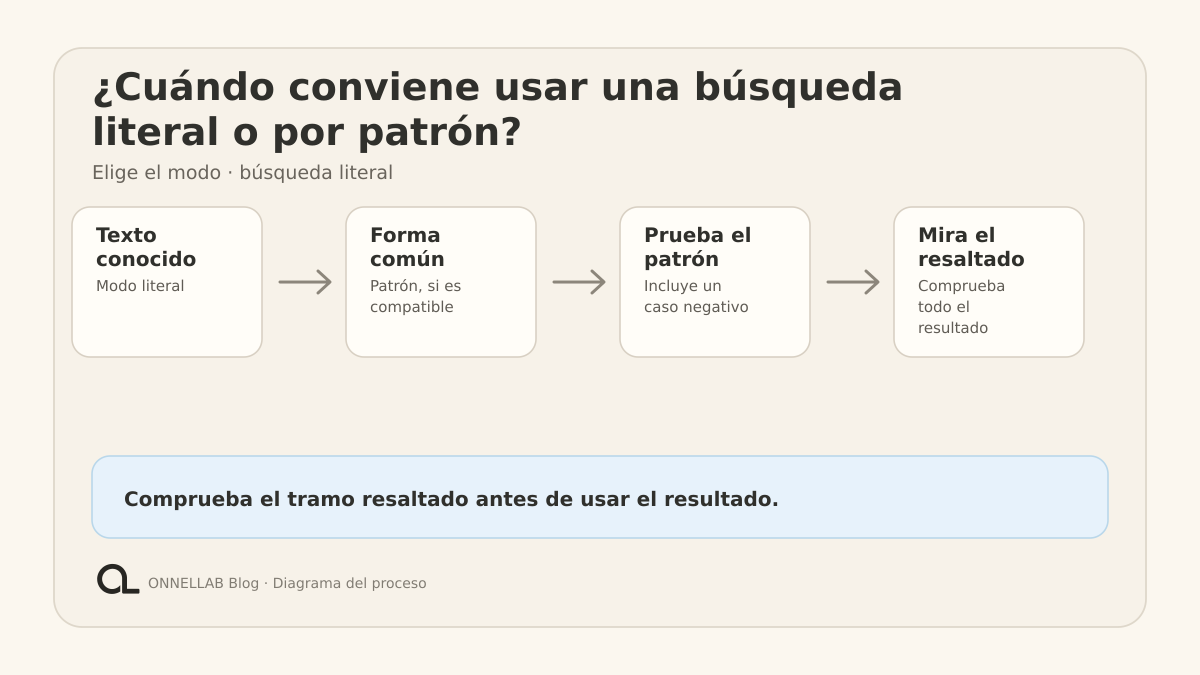 ¿Cuándo conviene usar una búsqueda
literal o por patrón?
Elige el modo · búsqueda literal
Texto
conocido
Modo literal
Forma
común
Patrón, si es
compatible
Prueba el
patrón
Incluye un
caso negativo
Mira el
resaltado
Comprueba
todo el
resultado
Comprueba el tramo resaltado antes de usar el resultado.
ONNELLAB Blog · Diagrama del proceso